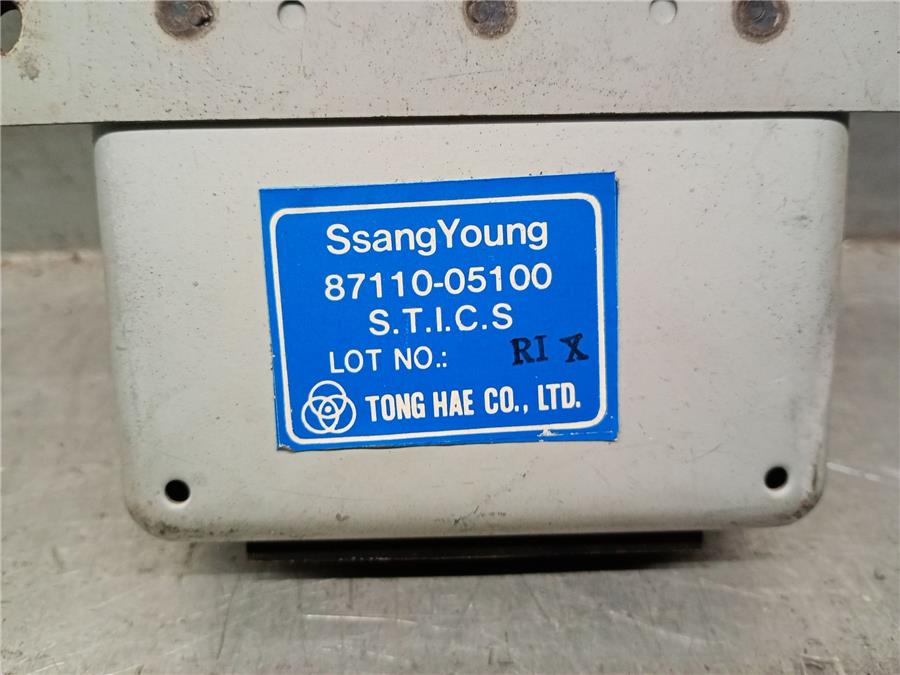 SsangYoung
87110-05100
S.T.I.C.S
LOT NO.: RI X
TONG HAE CO., LTD.